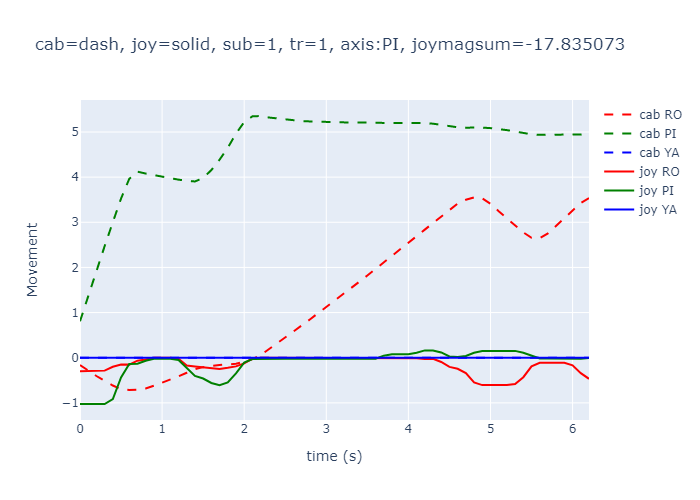 cab=dash, joy=solid, sub=1, tr=1, axis:PI, joymagsum=-17.835073
cab RO
cab PI
cab YA
joy RO
joy PI
joy YA
Movement
5
4
3
2
1
0
−1
0 1 2 3 4 5 6
time (s)